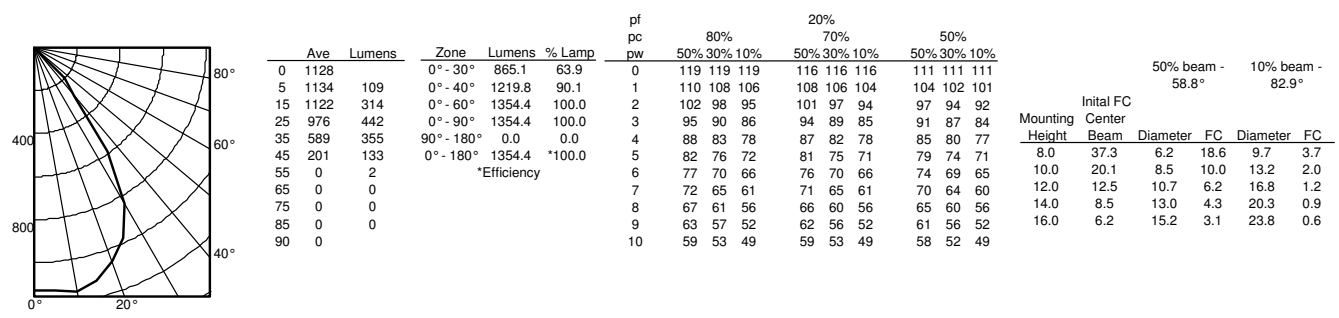 80°
60°
40°
400
800
0°
20°
Ave Lumens
0 1128
5 1134 109
15 1122 314
25 976 442
35 589 355
45 201 133
55 0 2
65 0 0
75 0 0
85 0 0
90 0
Zone Lumens % Lamp
0° - 30° 865.1 63.9
0° - 40° 1219.8 90.1
0° - 60° 1354.4 100.0
0° - 90° 1354.4 100.0
90° - 180° 0.0 0.0
0° - 180° 1354.4 *100.0
*Efficiency
pf 20%
pc 80% 70% 50%
pw 50% 30% 10% 50% 30% 10% 50% 30% 10%
0 119 119 119 116 116 116 111 111 111
1 110 108 106 108 106 104 104 102 101
2 102 98 95 101 97 94 97 94 92
3 95 90 86 94 89 85 91 87 84
4 88 83 78 87 82 78 85 80 77
5 82 76 72 81 75 71 79 74 71
6 77 70 66 76 70 66 74 69 65
7 72 65 61 71 65 61 70 64 60
8 67 61 56 66 60 56 65 60 56
9 63 57 52 62 56 52 61 56 52
10 59 53 49 59 53 49 58 52 49
50% beam - 10% beam -
58.8° 82.9°
Inital FC
Mounting Center
Height Beam Diameter FC Diameter FC
8.0 37.3 6.2 18.6 9.7 3.7
10.0 20.1 8.5 10.0 13.2 2.0
12.0 12.5 10.7 6.2 16.8 1.2
14.0 8.5 13.0 4.3 20.3 0.9
16.0 6.2 15.2 3.1 23.8 0.6